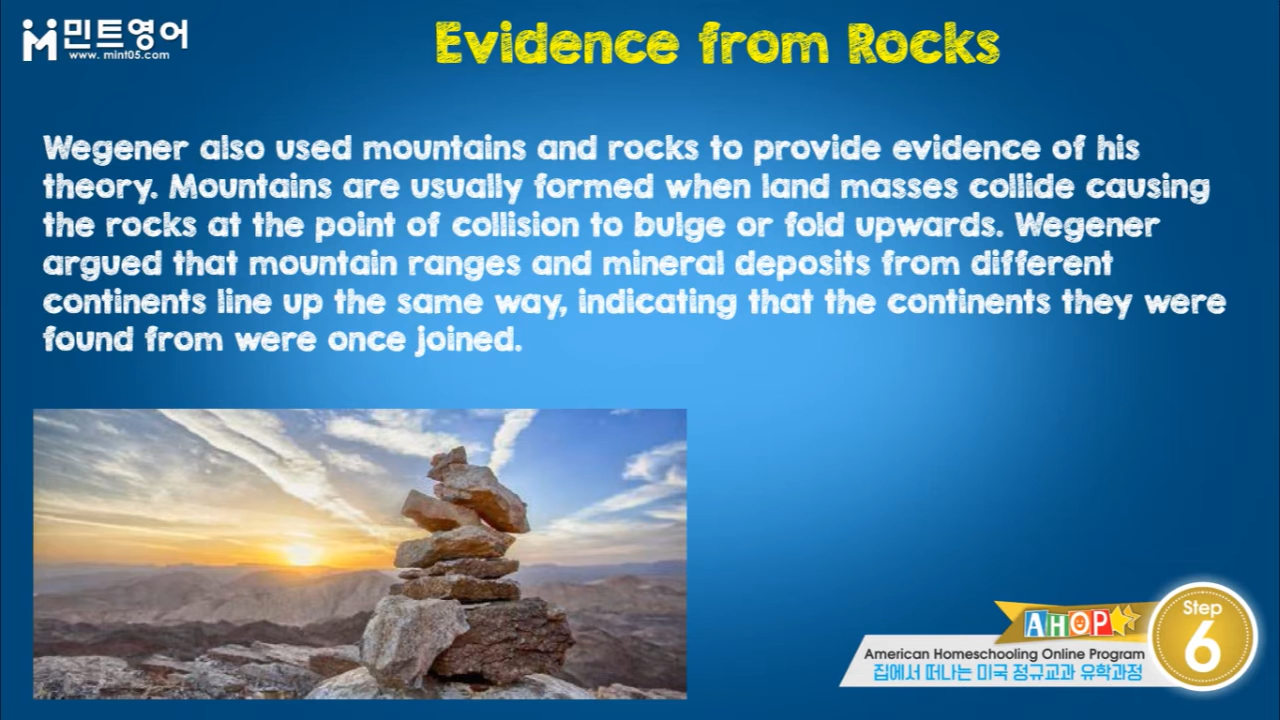 민트영어
www. mint05.com
Evidence from Rocks
Wegener also used mountains and rocks to provide evidence of his
theory. Mountains are usually formed when land masses collide causing
the rocks at the point of collision to bulge or fold upwards. Wegener
argued that mountain ranges and mineral deposits from different
continents line up the same way, indicating that the continents they were
found from were once joined.
AHOP
Step
6
American Homeschooling Online Program
집에서 떠나는 미국 정규교과 유학과정